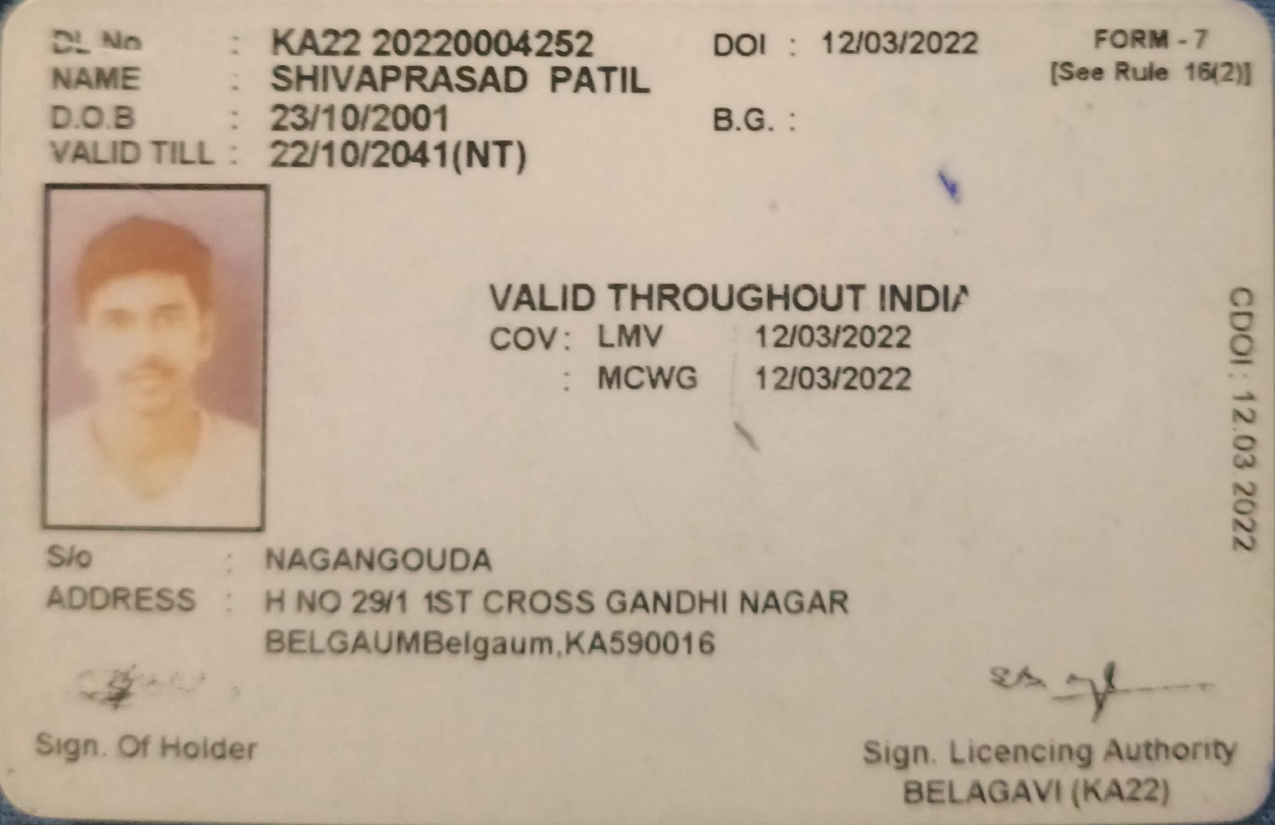 DL No : KA22 20220004252 DOI : 12/03/2022 FORM - 7
NAME : SHIVAPRASAD PATIL [See Rule 16(2)]
D.O.B : 23/10/2001 B.G. :
VALID TILL : 22/10/2041(NT)
VALID THROUGHOUT INDIA
COV : LMV 12/03/2022
: MCWG 12/03/2022
CDOI : 12.03 2022
S/o : NAGANGOUDA
ADDRESS : H NO 29/1 1ST CROSS GANDHI NAGAR
BELGAUMBelgaum,KA590016
Sign. Of Holder
Sign. Licencing Authority
BELAGAVI (KA22)